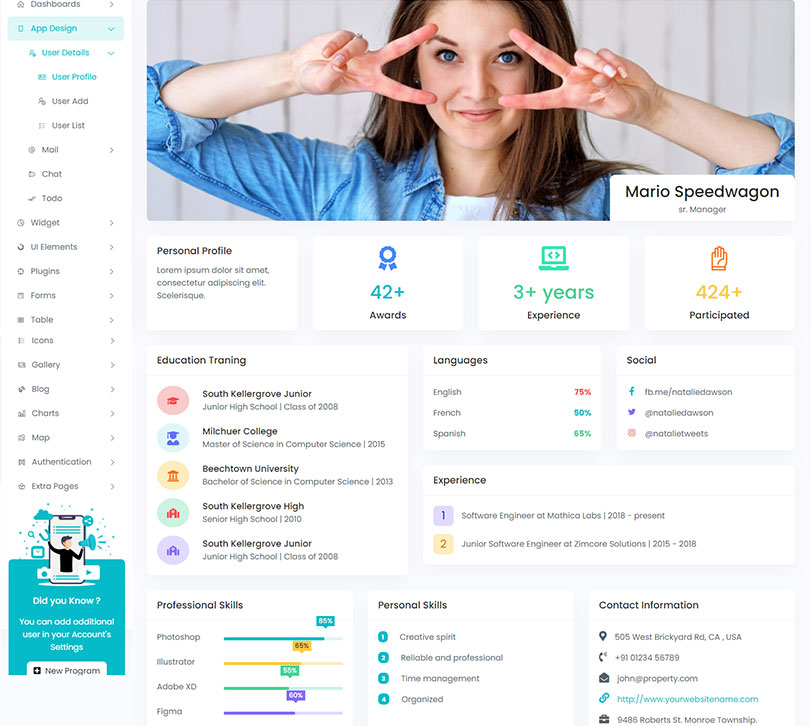 Dashboards
App Design
User Details
User Profile
User Add
User List
Mail
Chat
Todo
Widget
UI Elements
Plugins
Forms
Table
Icons
Gallery
Blog
Charts
Map
Authentication
Extra Pages
Did you Know ?
You can add additional
user in your Account's
Settings
New Program
Mario Speedwagon
sr. Manager
Personal Profile
Lorem ipsum dolor sit amet,
consectetur adipiscing elit.
Scelerisque.
42+
Awards
3+ years
Experience
424+
Participated
Education Traning
South Kellergrove Junior
Junior High School | Class of 2008
Milchuer College
Master of Science in Computer Science | 2015
Beechtown University
Bachelor of Science in Computer Science | 2013
South Kellergrove High
Senior High School | 2010
South Kellergrove Junior
Junior High School | Class of 2008
Languages
English 75%
French 50%
Spanish 65%
Social
fb.me/nataliedawson
@nataliedawson
@natalietweets
Experience
1 Software Engineer at Mathica Labs | 2018 - present
2 Junior Software Engineer at Zimcore Solutions | 2015 - 2018
Professional Skills
85%
Photoshop
65%
Illustrator
55%
Adobe XD
60%
Figma
Personal Skills
1 Creative spirit
2 Reliable and professional
3 Time management
4 Organized
Contact Information
505 West Brickyard Rd, CA , USA
+91 01234 56789
john@property.com
http://www.yourwebsitename.com
9486 Roberts St. Monroe Township.